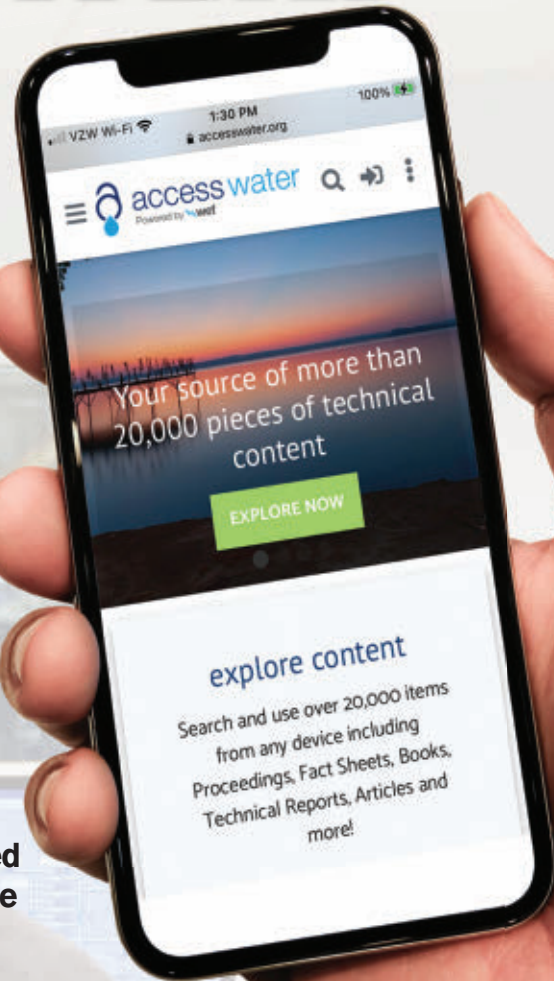 VZW Wi-Fi
1:30 PM
100%
accesswater.org
access water
Powered by wef
Your source of more than
20,000 pieces of technical
content
EXPLORE NOW
explore content
Search and use over 20,000 items
from any device including
Proceedings, Fact Sheets, Books,
Technical Reports, Articles and
more!